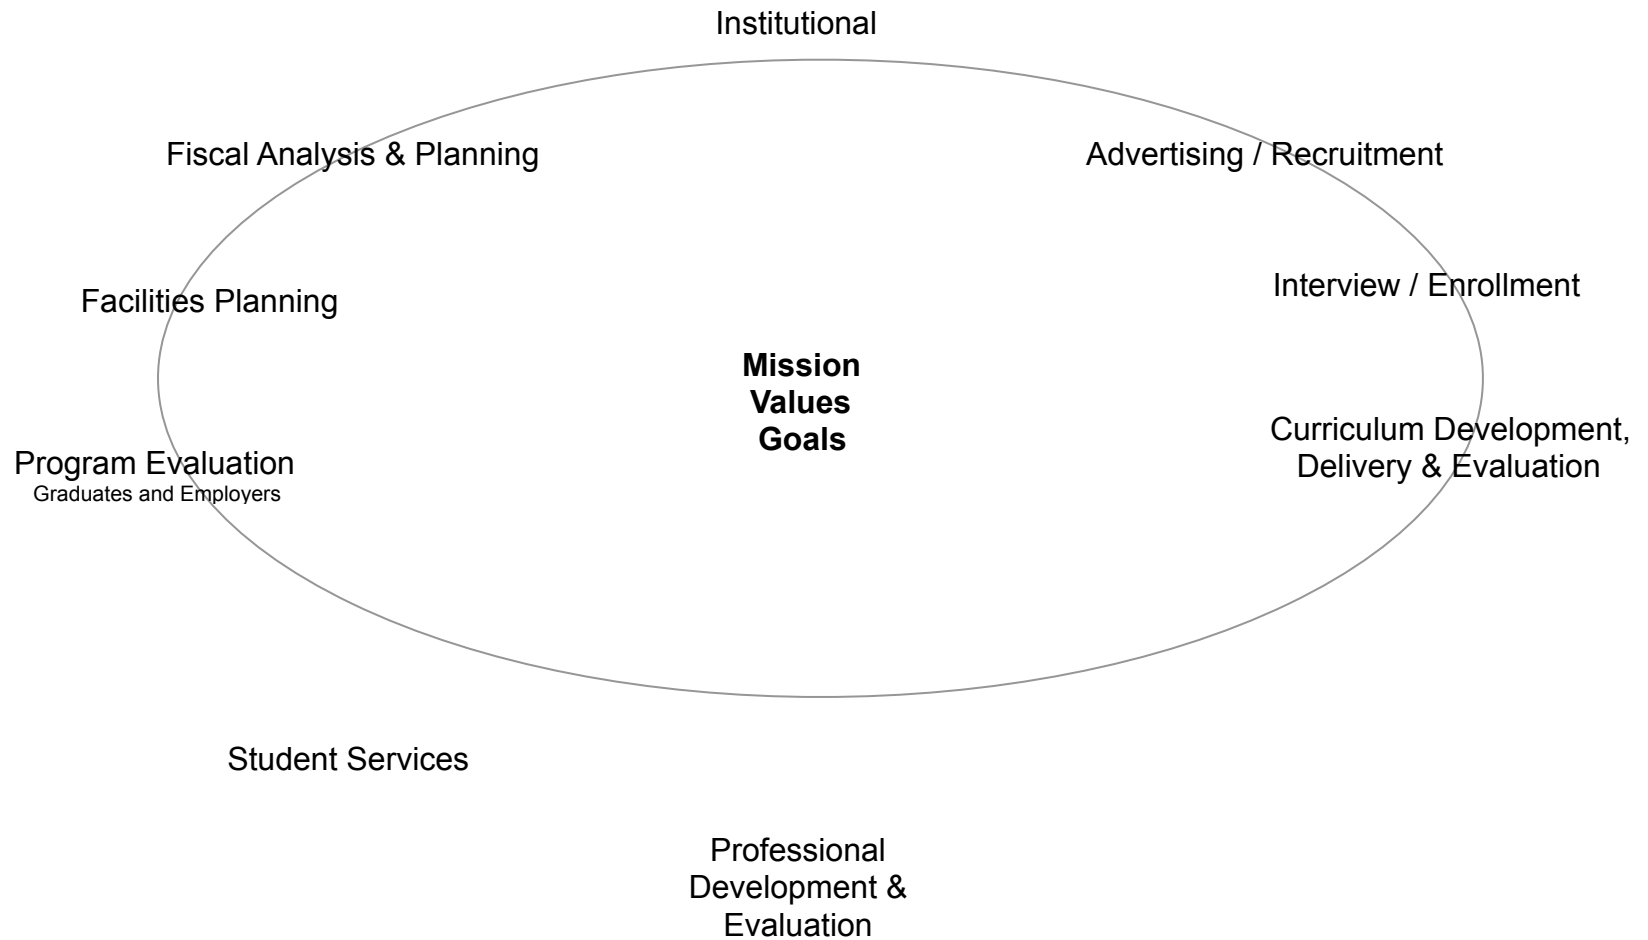 Institutional
Fiscal Analysis & Planning
Advertising / Recruitment
Interview / Enrollment
Facilities Planning
Mission
Values
Goals
Curriculum Development,
Delivery & Evaluation
Program Evaluation
Graduates and Employers
Student Services
Professional
Development &
Evaluation